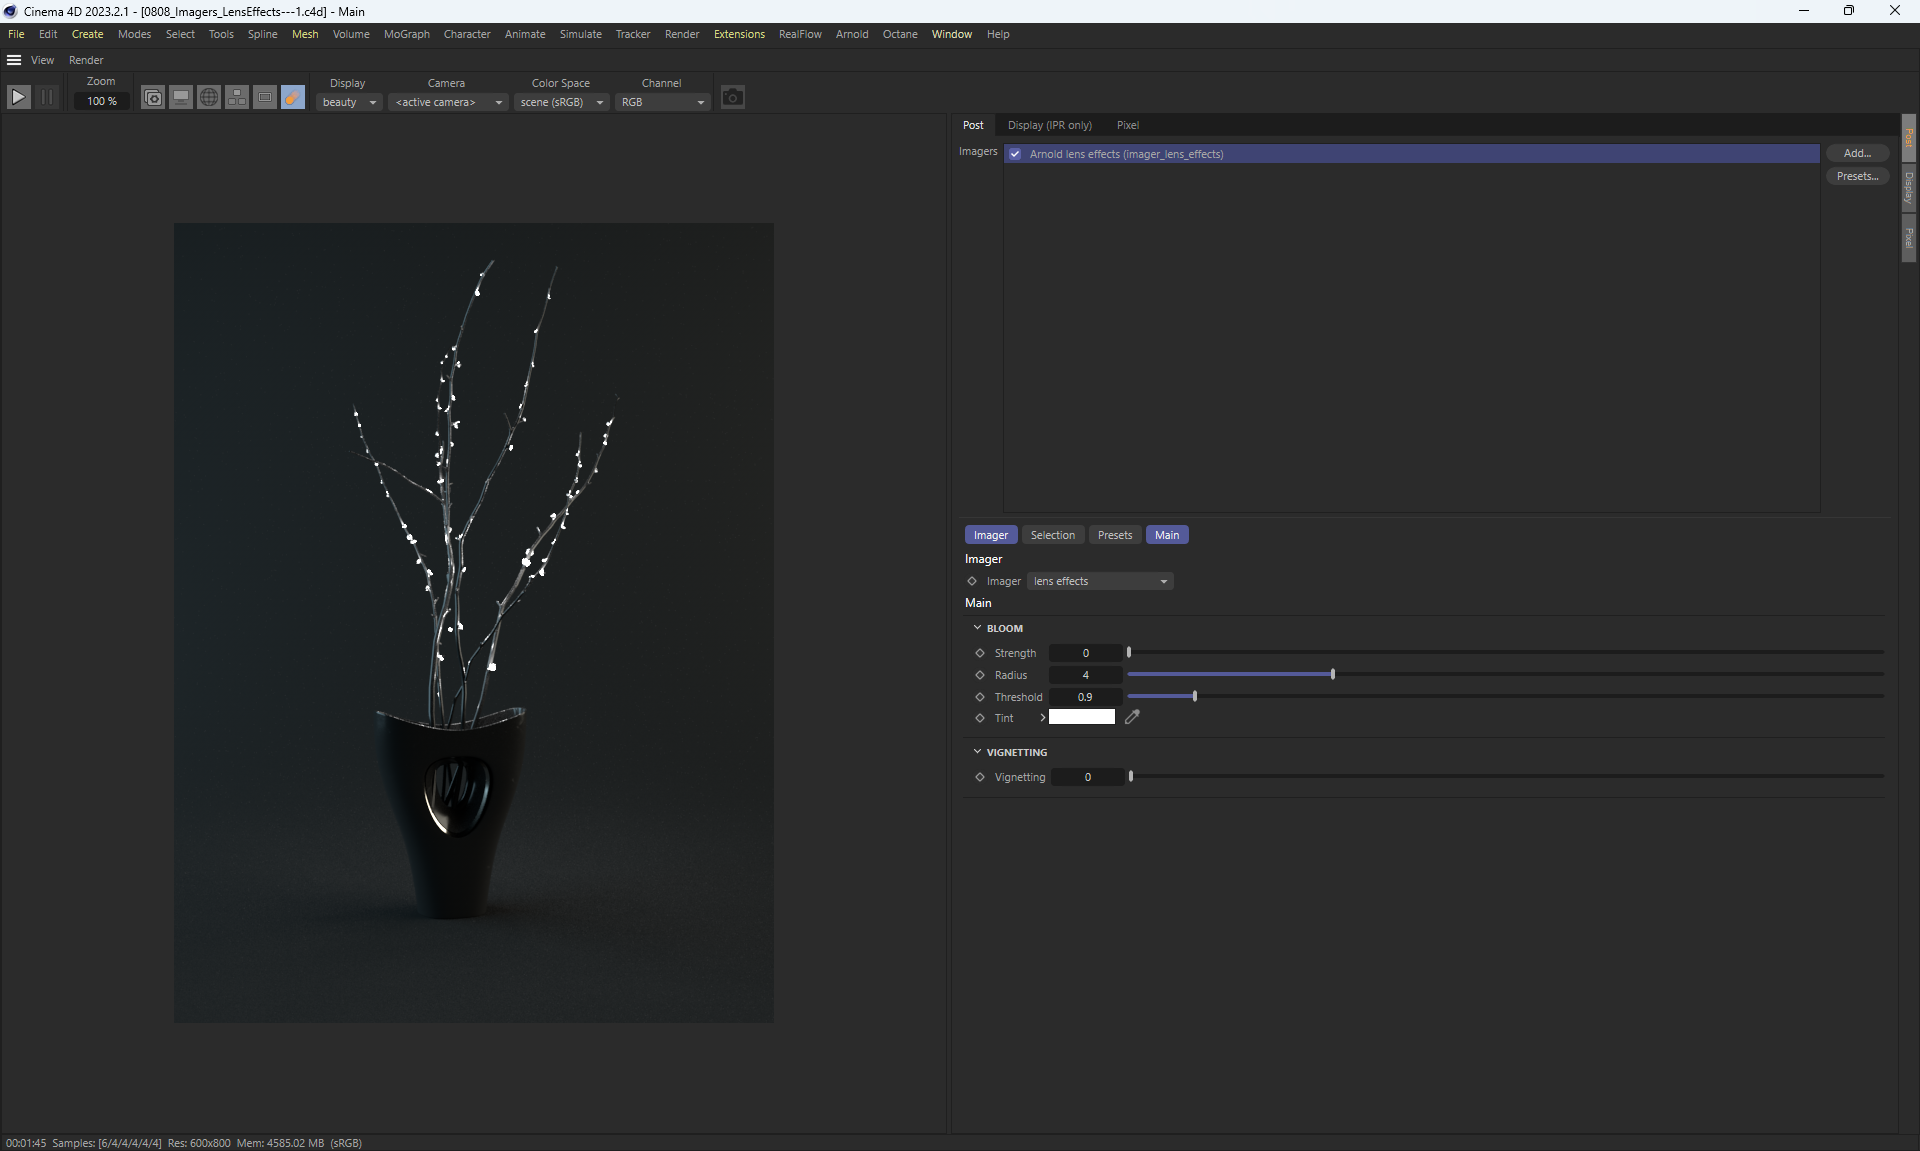 Cinema 4D 2023.2.1 - [0808_Imagers_LensEffects---1.c4d] - Main
File Edit Create Modes Select Tools Spline Mesh Volume MoGraph Character Animate Simulate Tracker Render Extensions RealFlow Arnold Octane Window Help
View Render
Zoom Display Camera Color Space Channel
100 % beauty <active camera> scene (sRGB) RGB
Post Display (IPR only) Pixel
Imagers Arnold lens effects (imager_lens_effects) Add...
Presets...
Post
Display
Pixel
Imager Selection Presets Main
Imager
Imager lens effects
Main
BLOOM
Strength 0
Radius 4
Threshold 0.9
Tint
VIGNETTING
Vignetting 0
00:01:45 Samples: [6/4/4/4/4/4] Res: 600x800 Mem: 4585.02 MB (sRGB)